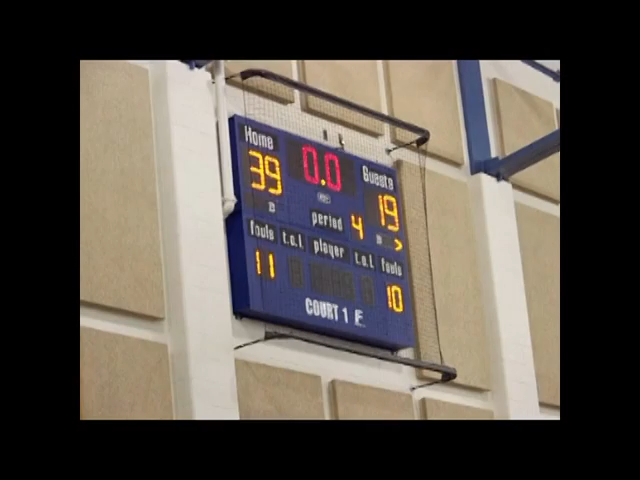 Home 0.0 Guests
39 19
period 4 >
fouls t.o.l. player t.o.l. fouls
11 10
COURT 1 E